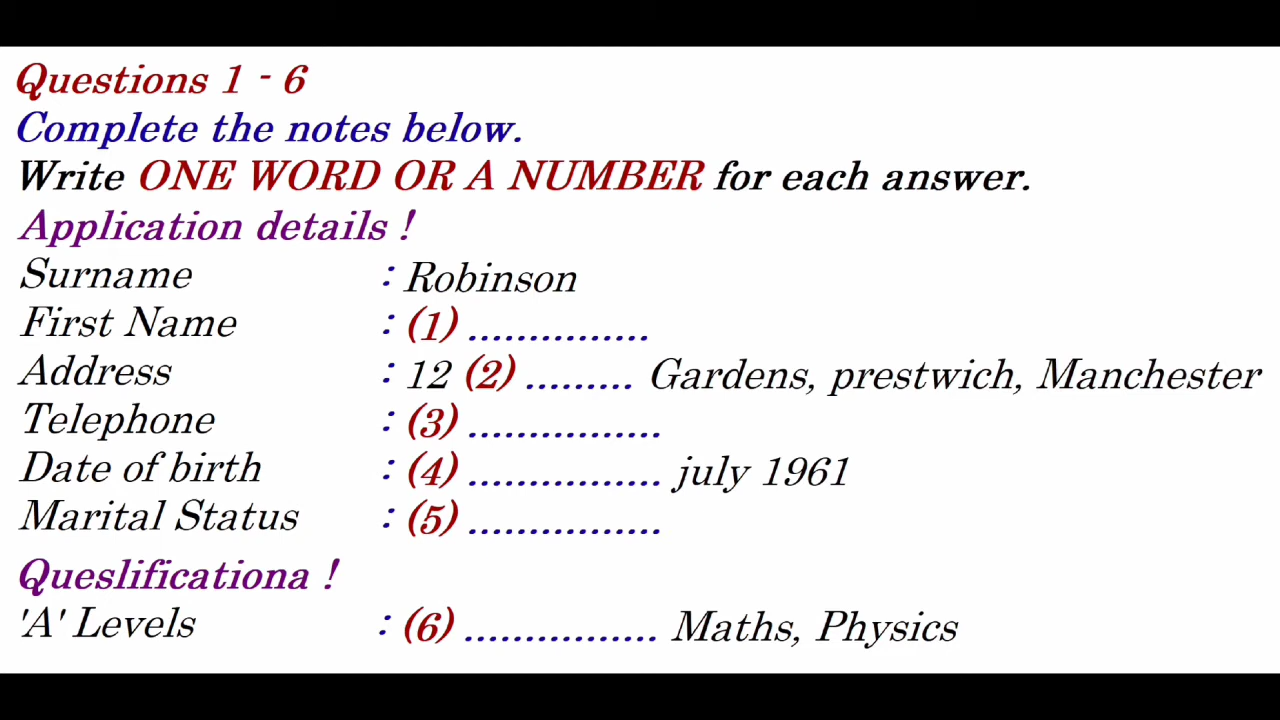 Questions 1 - 6
Complete the notes below.
Write ONE WORD OR A NUMBER for each answer.
Application details !
Surname : Robinson
First Name : (1) ...............
Address : 12 (2) ......... Gardens, prestwich, Manchester
Telephone : (3) ................
Date of birth : (4) ................ july 1961
Marital Status : (5) ................
Queslificationa !
'A' Levels : (6) ................ Maths, Physics